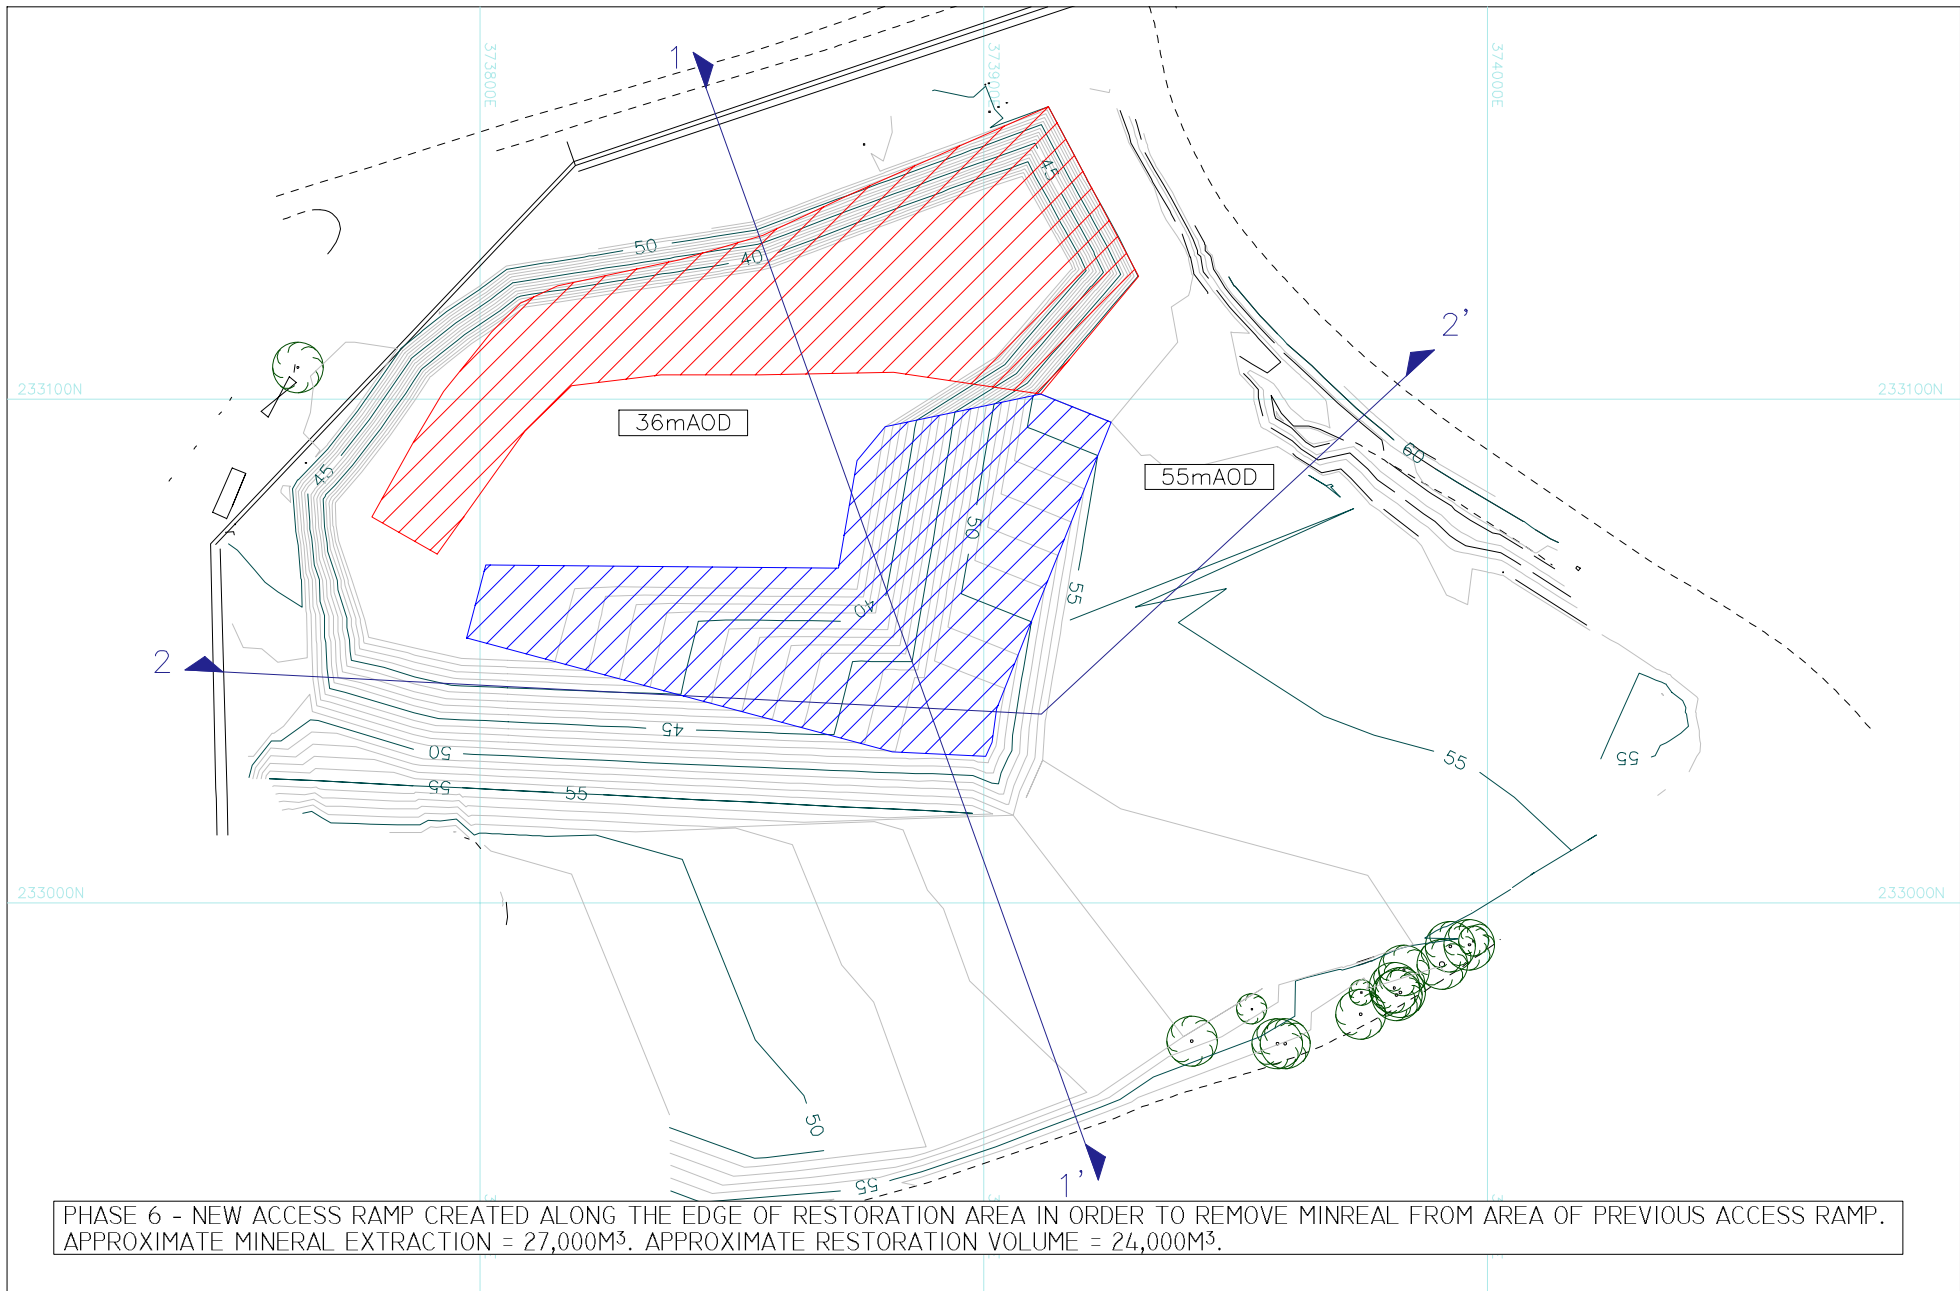 1
373800E
373900E
374000E
45
50
40
2'
233100N
233100N
36mAOD
60
45
55mAOD
50
55
40
2
45
50
55
55
55
55
233000N
233000N
50
55
1'
PHASE 6 - NEW ACCESS RAMP CREATED ALONG THE EDGE OF RESTORATION AREA IN ORDER TO REMOVE MINREAL FROM AREA OF PREVIOUS ACCESS RAMP.
APPROXIMATE MINERAL EXTRACTION = 27,000M³. APPROXIMATE RESTORATION VOLUME = 24,000M³.